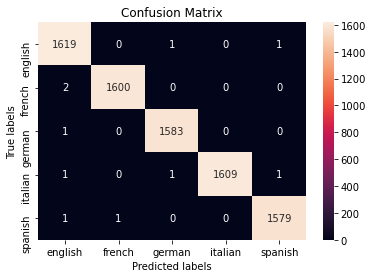 Confusion Matrix
english 1619 0 1 0 1
french 2 1600 0 0 0
german 1 0 1583 0 0
italian 1 0 1 1609 1
spanish 1 1 0 0 1579
english french german italian spanish
True labels
Predicted labels
1600
1400
1200
1000
800
600
400
200
0